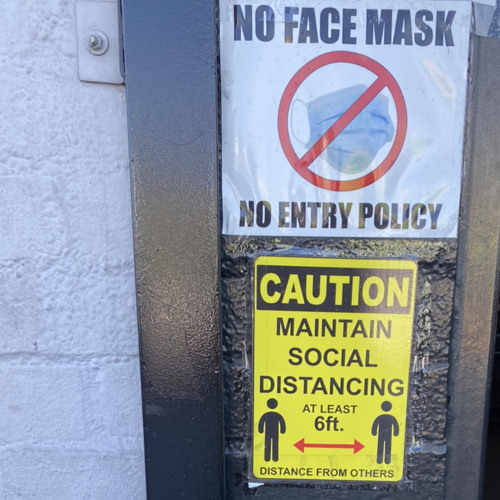 NO FACE MASK
NO ENTRY POLICY
CAUTION
MAINTAIN
SOCIAL
DISTANCING
AT LEAST
6ft.
DISTANCE FROM OTHERS